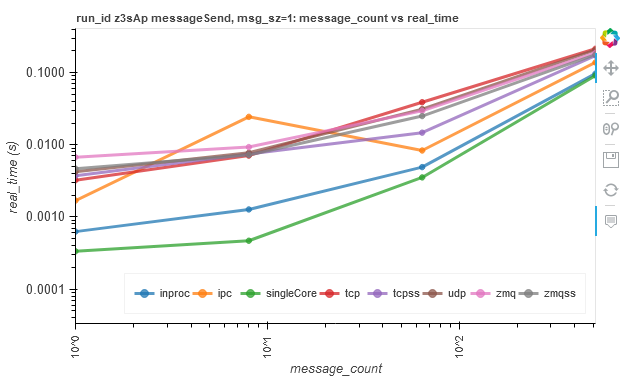 run_id z3sAp messageSend, msg_sz=1: message_count vs real_time
0.1000
0.0100
0.0010
0.0001
real_time (s)
inproc ipc singleCore tcp tcpss udp zmq zmqss
10^0 10^1 10^2
message_count